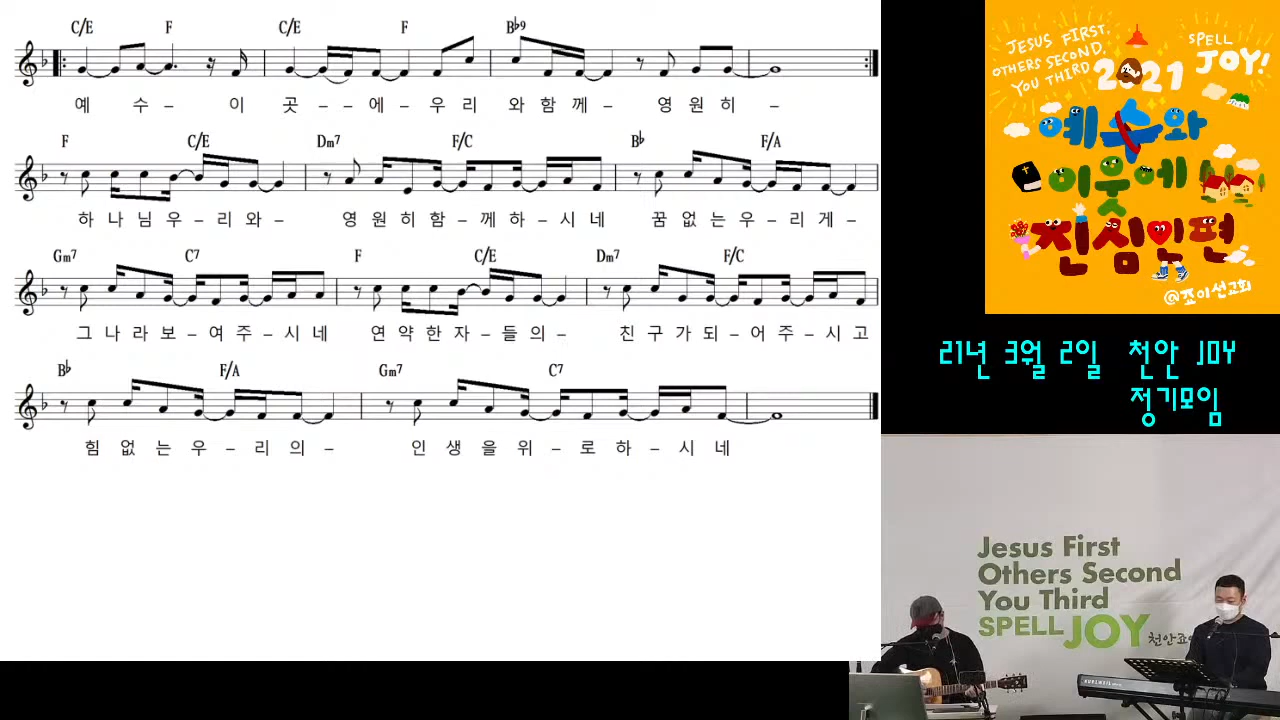 C/E F C/E F B♭9
예 수 – 이 곳 – – 에 – 우 리 와 함 께 – 영 원 히 –
F C/E Dm7 F/C B♭ F/A
하 나 님 우 – 리 와 – 영 원 히 함 – 께 하 – 시 네 꿈 없 는 우 – 리 게 –
Gm7 C7 F C/E Dm7 F/C
그 나 라 보 – 여 주 – 시 네 연 약 한 자 – 들 의 – 친 구 가 되 – 어 주 – 시 고
B♭ F/A Gm7 C7
힘 없 는 우 – 리 의 – 인 생 을 위 – 로 하 – 시 네
JESUS FIRST,
OTHERS SECOND,
YOU THIRD
SPELL
JOY!
2021
예수와
이웃에
진심인편
@죠이선교회
21년 3월 2일 천안 JOY
정기모임
Jesus First
Others Second
You Third
SPELL JOY
천안죠이
KURZWEIL